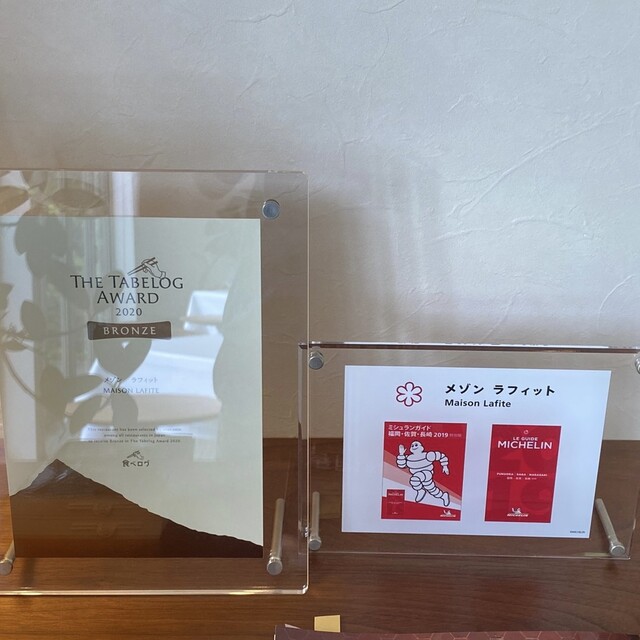 THE TABELOG
AWARD
2020
BRONZE
メゾン ラフィット
MAISON LAFITE
食べログ
メゾン ラフィット
Maison Lafite
ミシュランガイド
福岡・佐賀・長崎 2019
LE GUIDE
MICHELIN